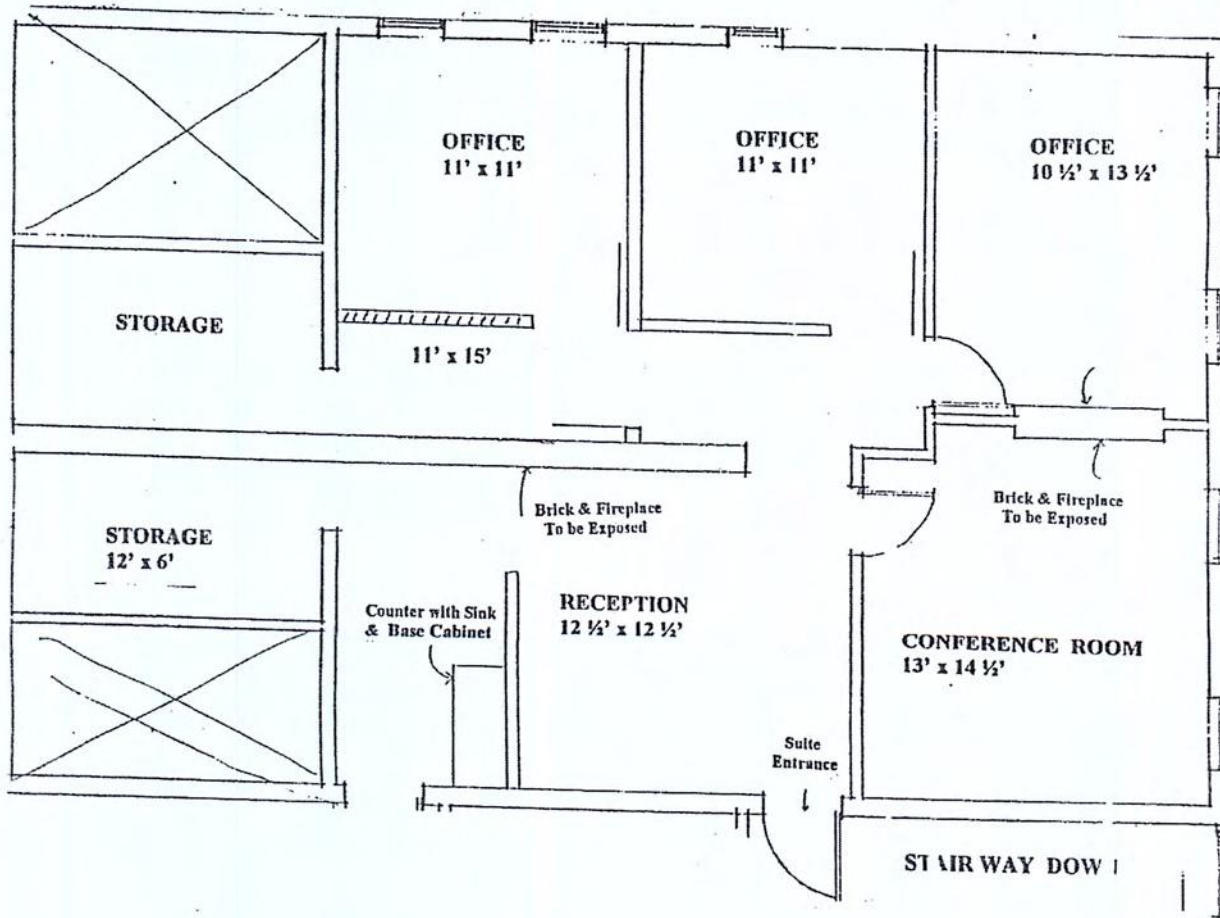 OFFICE
11' x 11'
OFFICE
11' x 11'
OFFICE
10 ½' x 13 ½'
STORAGE
11' x 15'
Brick & Fireplace
To be Exposed
Brick & Fireplace
To be Exposed
STORAGE
12' x 6'
Counter with Sink
& Base Cabinet
RECEPTION
12 ½' x 12 ½'
CONFERENCE ROOM
13' x 14 ½'
Suite
Entrance
STAIR WAY DOW